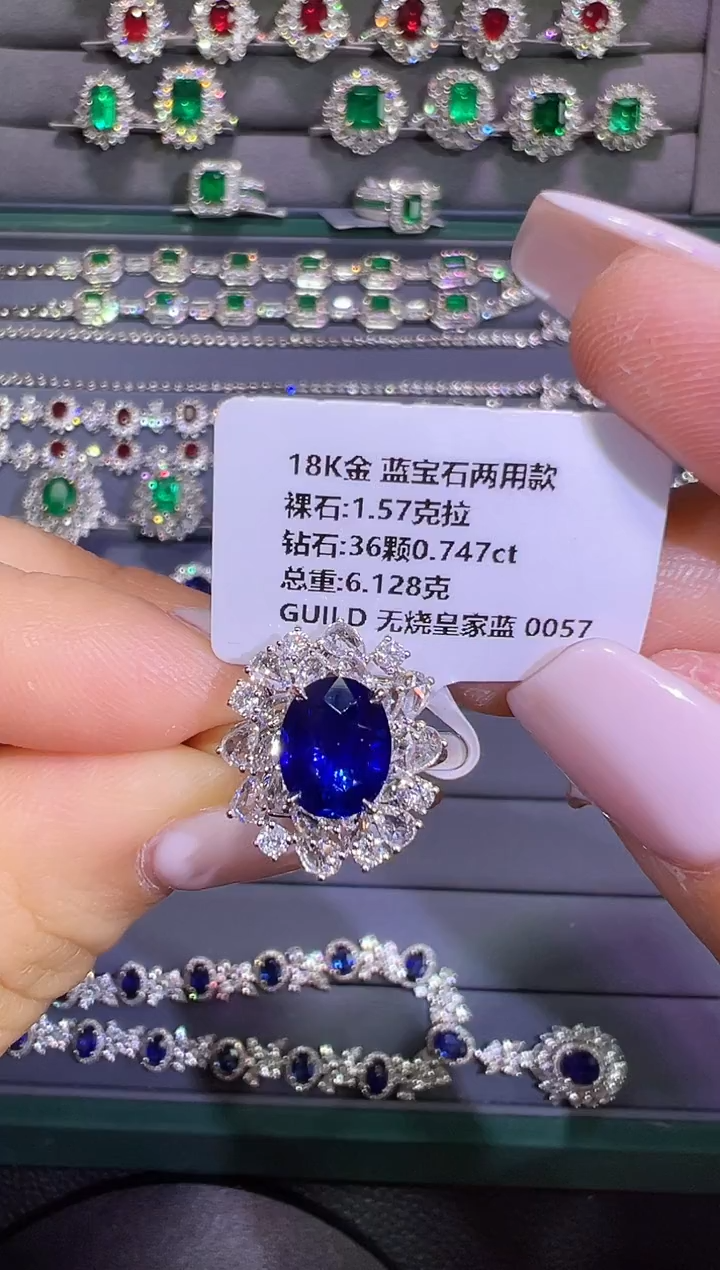 18K金 蓝宝石两用款
裸石:1.57克拉
钻石:36颗0.747ct
总重:6.128克
GUILD 无烧皇家蓝 0057